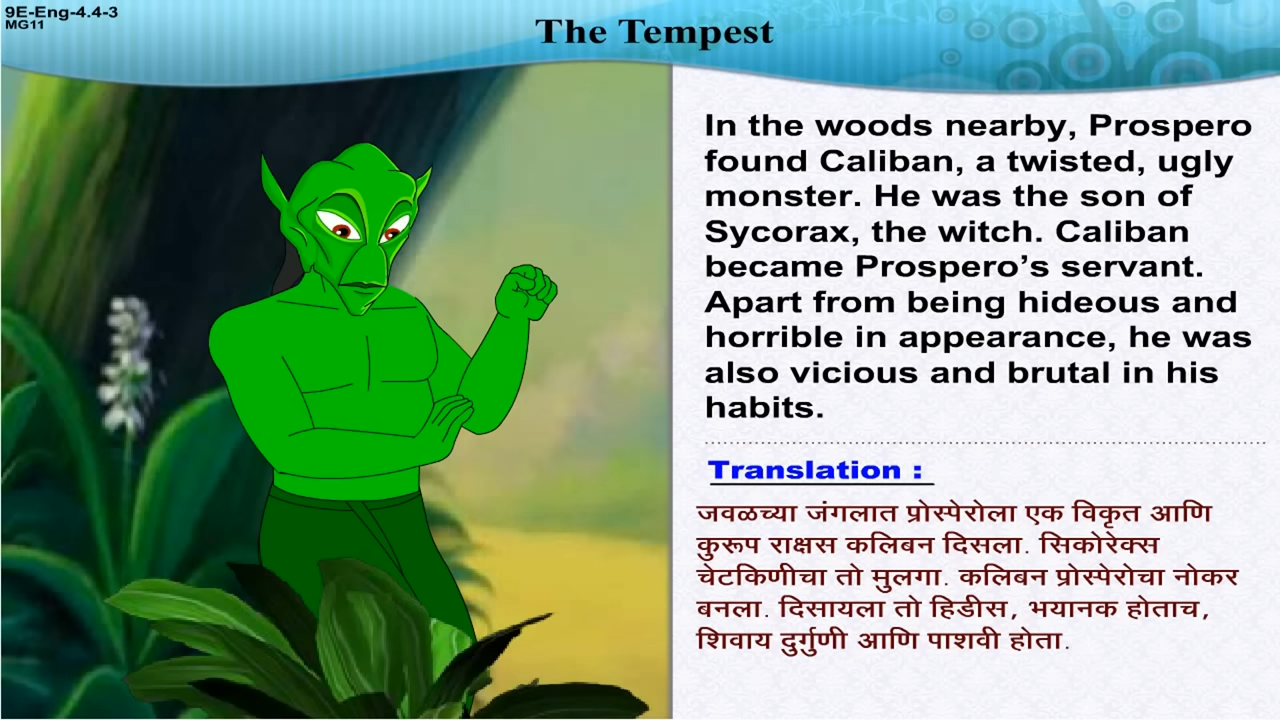 9E-Eng-4.4-3
MG11
The Tempest
In the woods nearby, Prospero
found Caliban, a twisted, ugly
monster. He was the son of
Sycorax, the witch. Caliban
became Prospero’s servant.
Apart from being hideous and
horrible in appearance, he was
also vicious and brutal in his
habits.
Translation :
जवळच्या जंगलात प्रोस्पेरोला एक विकृत आणि
कुरूप राक्षस कलिबन दिसला. सिकोरेक्स
चेटकिणीचा तो मुलगा. कलिबन प्रोस्पेरोचा नोकर
बनला. दिसायला तो हिडीस, भयानक होताच,
शिवाय दुर्गुणी आणि पाशवी होता.